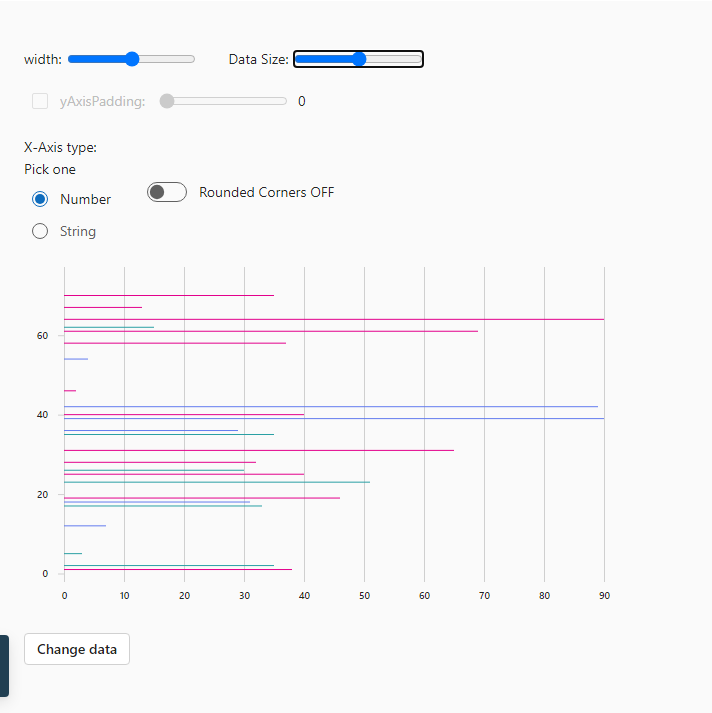 width: Data Size:
yAxisPadding: 0
X-Axis type:
Pick one
Number
Rounded Corners OFF
String
60
40
20
0
0 10 20 30 40 50 60 70 80 90
Change data